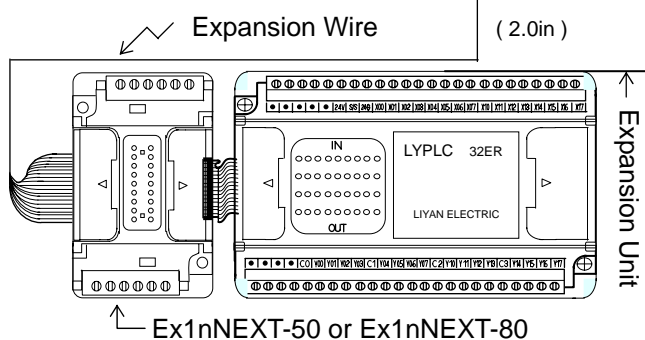 Expansion Wire
( 2.0in )
24V S/S 24G X00 X01 X02 X03 X04 X05 X06 X07 X10 X11 X12 X13 X14 X15 X16 X17
IN
LYPLC 32ER
LIYAN ELECTRIC
OUT
C0 Y00 Y01 Y02 Y03 C1 Y04 Y05 Y06 Y07 C2 Y10 Y11 Y12 Y13 C3 Y14 Y15 Y16 Y17
Expansion Unit
Ex1nNEXT-50 or Ex1nNEXT-80